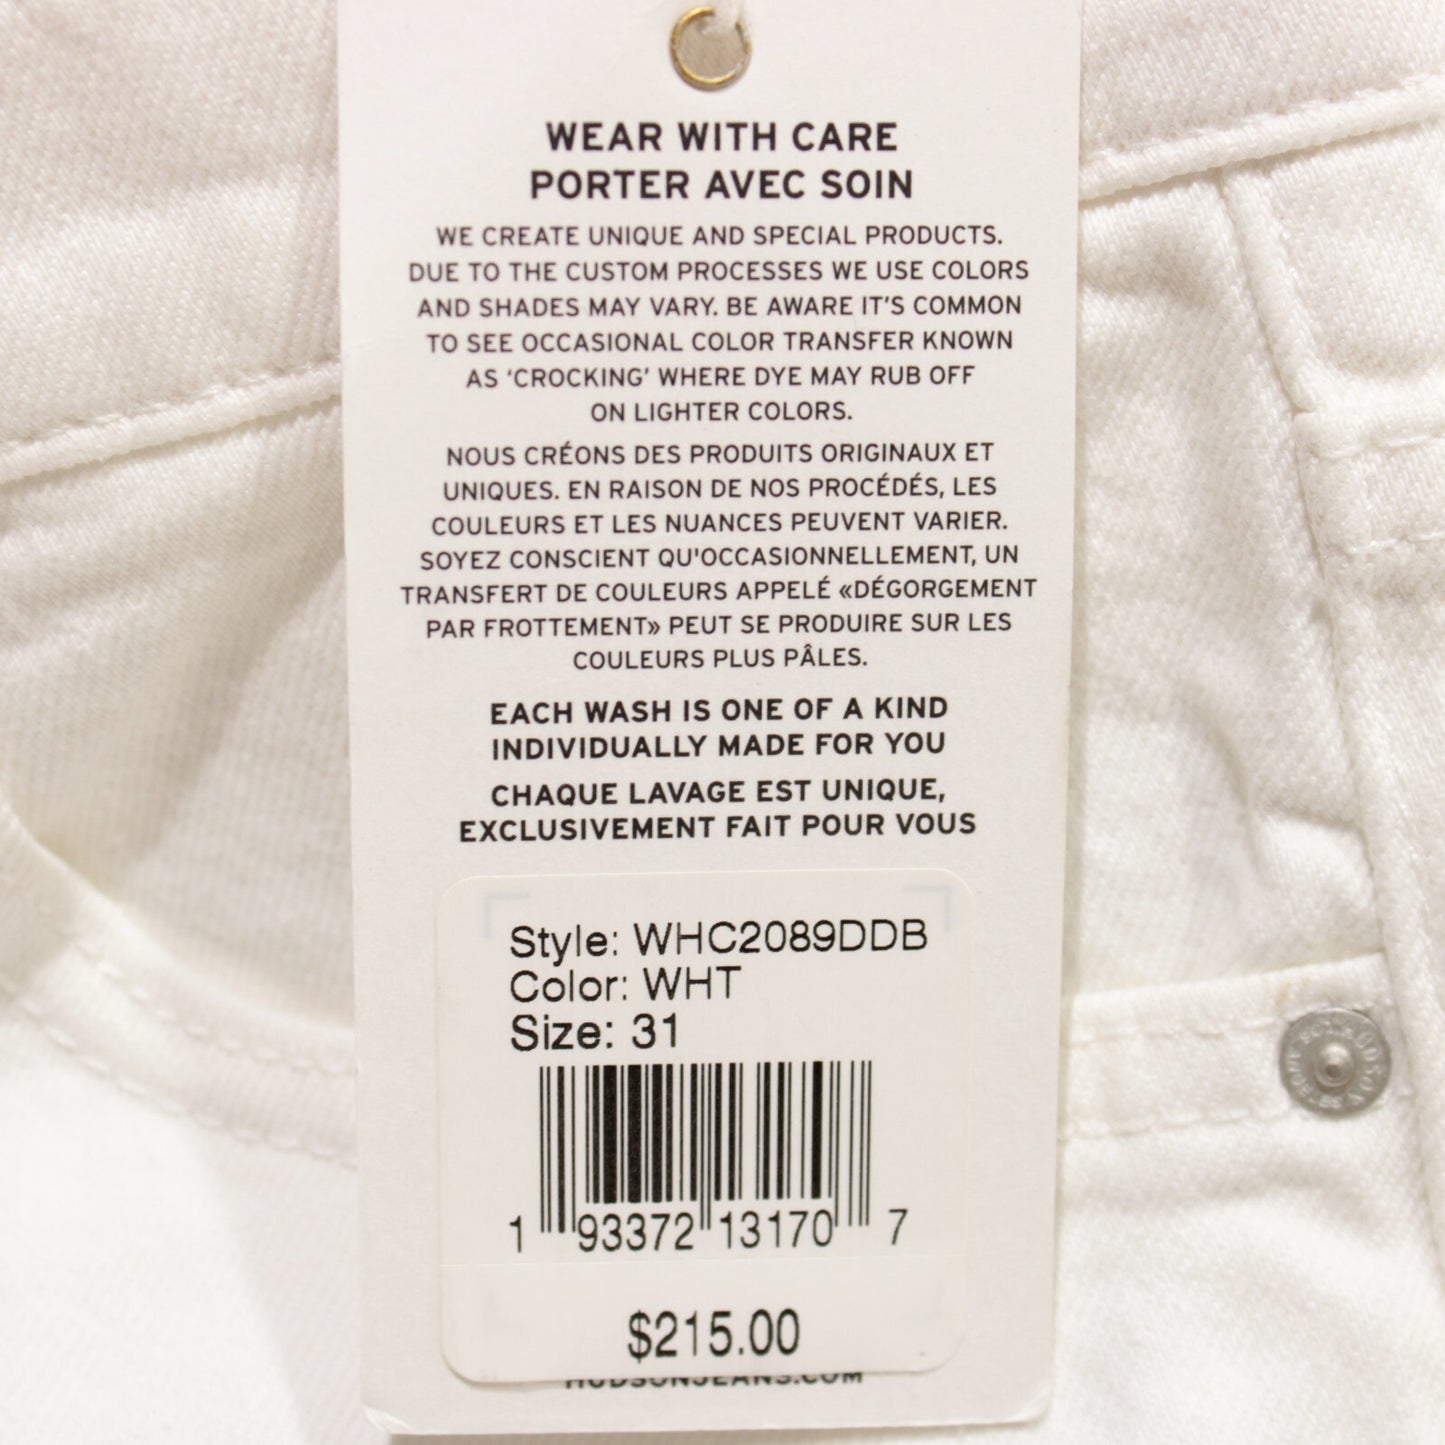 WEAR WITH CARE
PORTER AVEC SOIN
WE CREATE UNIQUE AND SPECIAL PRODUCTS.
DUE TO THE CUSTOM PROCESSES WE USE COLORS
AND SHADES MAY VARY. BE AWARE IT'S COMMON
TO SEE OCCASIONAL COLOR TRANSFER KNOWN
AS ‘CROCKING’ WHERE DYE MAY RUB OFF
ON LIGHTER COLORS.
NOUS CRÉONS DES PRODUITS ORIGINAUX ET
UNIQUES. EN RAISON DE NOS PROCÉDÉS, LES
COULEURS ET LES NUANCES PEUVENT VARIER.
SOYEZ CONSCIENT QU'OCCASIONNELLEMENT, UN
TRANSFERT DE COULEURS APPELÉ «DÉGORGEMENT
PAR FROTTEMENT» PEUT SE PRODUIRE SUR LES
COULEURS PLUS PÂLES.
EACH WASH IS ONE OF A KIND
INDIVIDUALLY MADE FOR YOU
CHAQUE LAVAGE EST UNIQUE,
EXCLUSIVEMENT FAIT POUR VOUS
Style: WHC2089DDB
Color: WHT
Size: 31
1 93372 13170 7
$215.00
HUDSONJEANS.COM
HUDSON